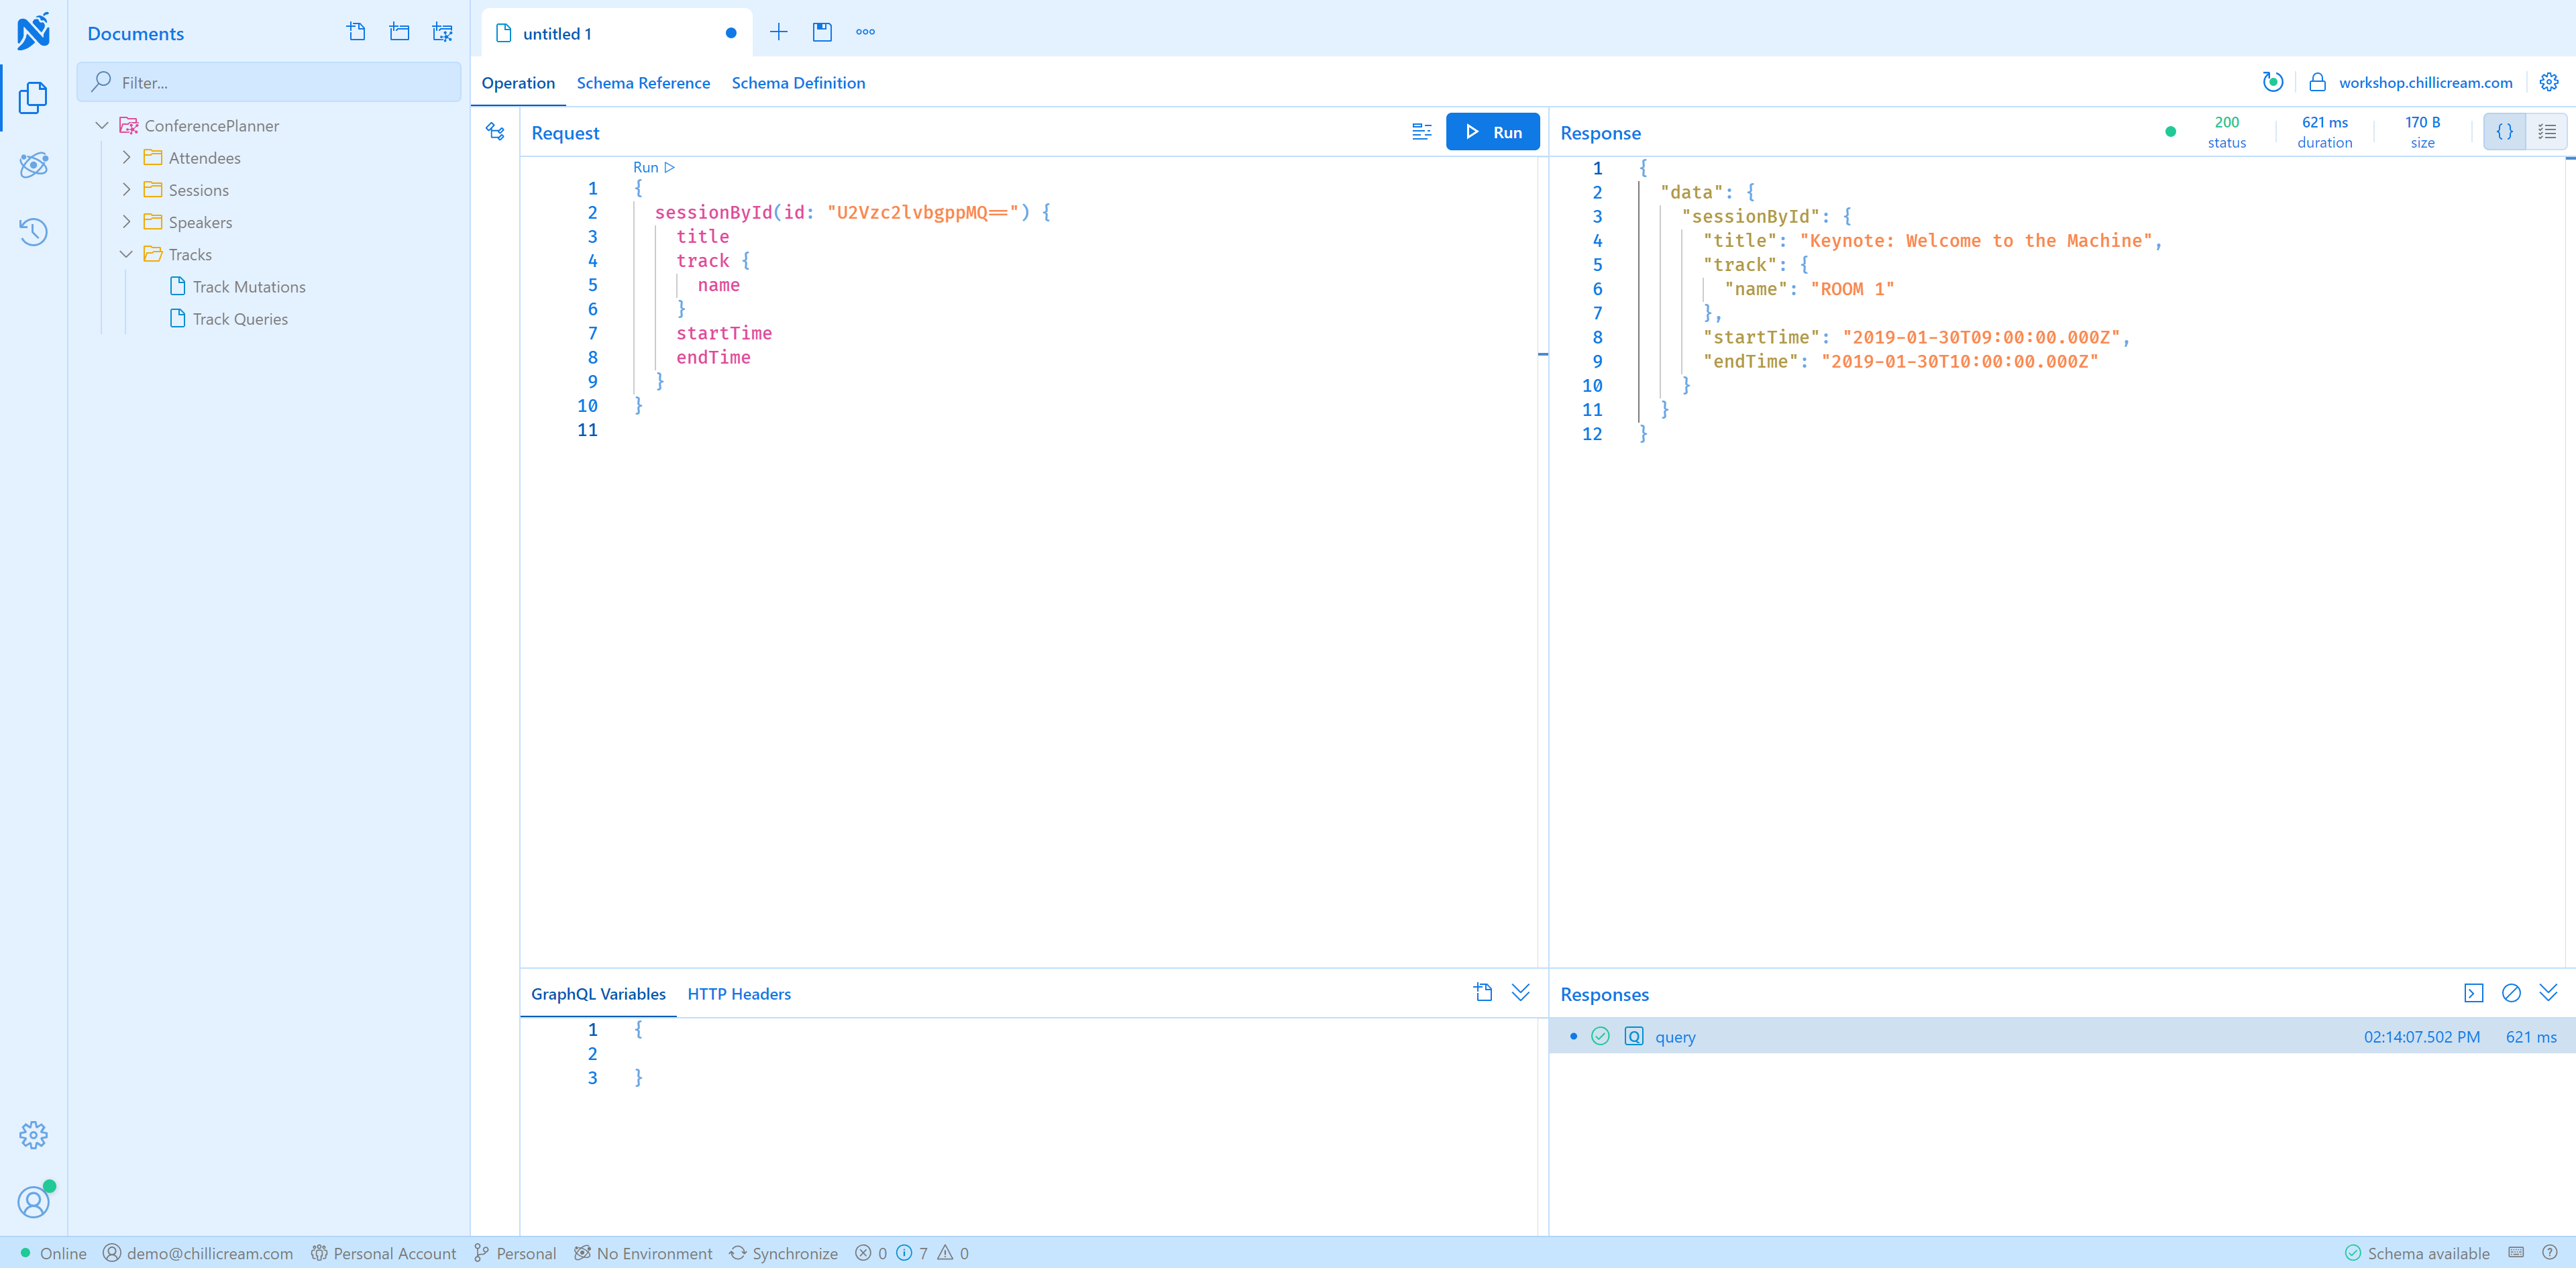 Documents
Filter...
ConferencePlanner
Attendees
Sessions
Speakers
Tracks
Track Mutations
Track Queries
untitled 1
Operation Schema Reference Schema Definition
workshop.chillicream.com
Request
Run
Run ▷
1 {
2 sessionById(id: "U2Vzc2lvbgppMQ==") {
3 title
4 track {
5 name
6 }
7 startTime
8 endTime
9 }
10 }
11
GraphQL Variables HTTP Headers
1 {
2
3 }
Response
200 status
621 ms duration
170 B size
{ }
1 {
2 "data": {
3 "sessionById": {
4 "title": "Keynote: Welcome to the Machine",
5 "track": {
6 "name": "ROOM 1"
7 },
8 "startTime": "2019-01-30T09:00:00.000Z",
9 "endTime": "2019-01-30T10:00:00.000Z"
10 }
11 }
12 }
Responses
Q query 02:14:07.502 PM 621 ms
Online demo@chillicream.com Personal Account Personal No Environment Synchronize 0 7 0 Schema available